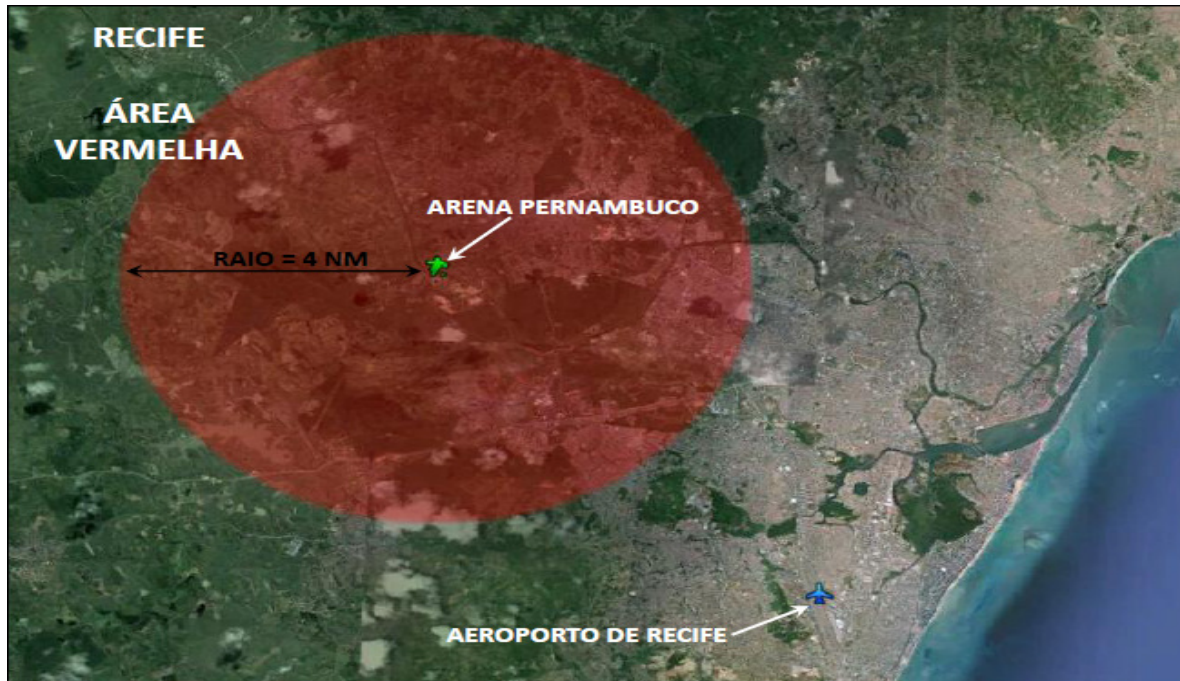 RECIFE
ÁREA
VERMELHA
ARENA PERNAMBUCO
RAIO = 4 NM
AEROPORTO DE RECIFE